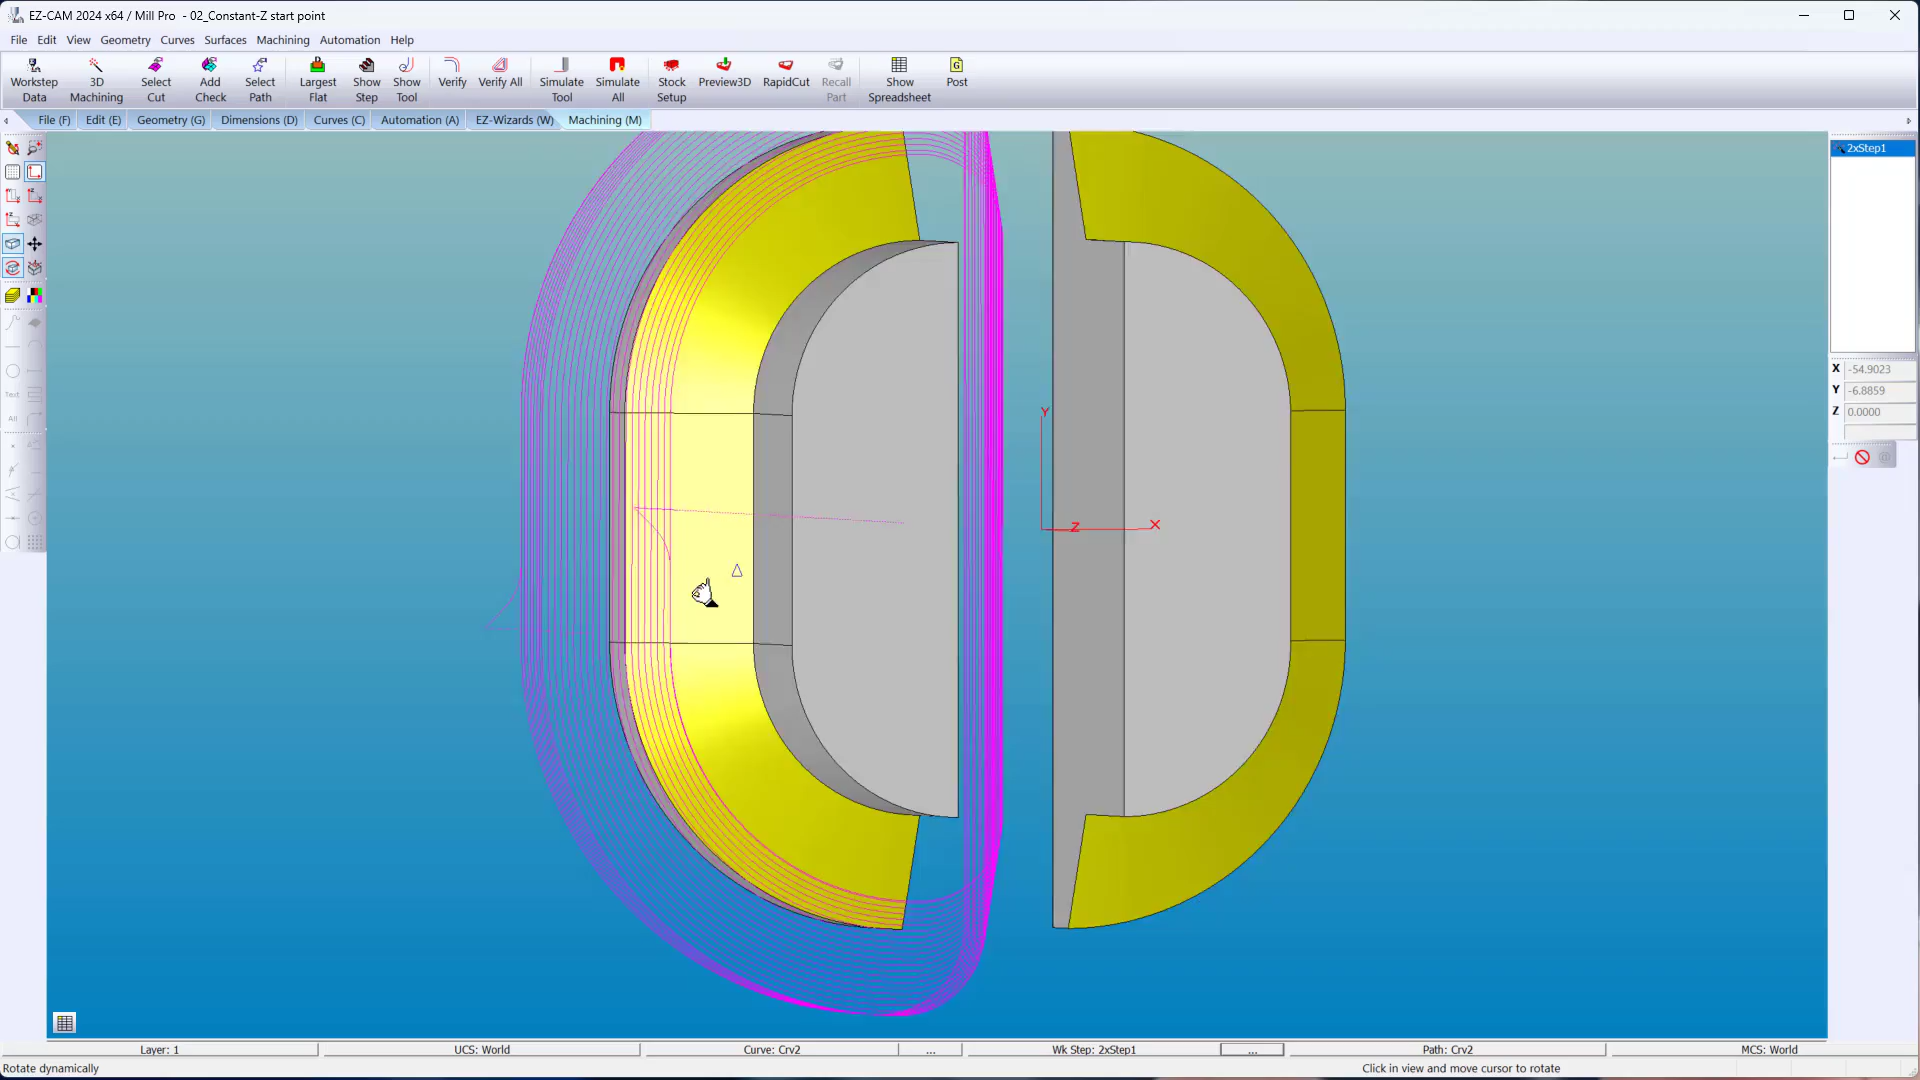 EZ-CAM 2024 x64 / Mill Pro - 02_Constant-Z start point
File Edit View Geometry Curves Surfaces Machining Automation Help
Workstep Data
3D Machining
Select Cut
Add Check
Select Path
Largest Flat
Show Step
Show Tool
Verify
Verify All
Simulate Tool
Simulate All
Stock Setup
Preview3D
RapidCut
Recall Part
Show Spreadsheet
Post
File (F) Edit (E) Geometry (G) Dimensions (D) Curves (C) Automation (A) EZ-Wizards (W) Machining (M)
2xStep1
X -54.9023
Y -6.8859
Z 0.0000
Text
All
Y
Z
X
Layer: 1 UCS: World Curve: Crv2 ... Wk Step: 2xStep1 ... Path: Crv2 MCS: World
Rotate dynamically Click in view and move cursor to rotate